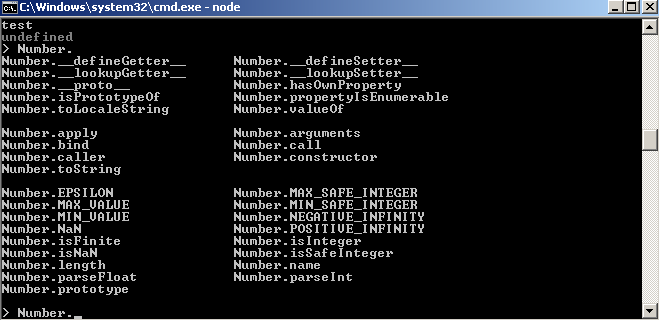 C:\Windows\system32\cmd.exe - node
test
undefined
> Number.
Number.__defineGetter__ Number.__defineSetter__
Number.__lookupGetter__ Number.__lookupSetter__
Number.__proto__ Number.hasOwnProperty
Number.isPrototypeOf Number.propertyIsEnumerable
Number.toLocaleString Number.valueOf
Number.apply Number.arguments
Number.bind Number.call
Number.caller Number.constructor
Number.toString
Number.EPSILON Number.MAX_SAFE_INTEGER
Number.MAX_VALUE Number.MIN_SAFE_INTEGER
Number.MIN_VALUE Number.NEGATIVE_INFINITY
Number.NaN Number.POSITIVE_INFINITY
Number.isFinite Number.isInteger
Number.isNaN Number.isSafeInteger
Number.length Number.name
Number.parseFloat Number.parseInt
Number.prototype
> Number._